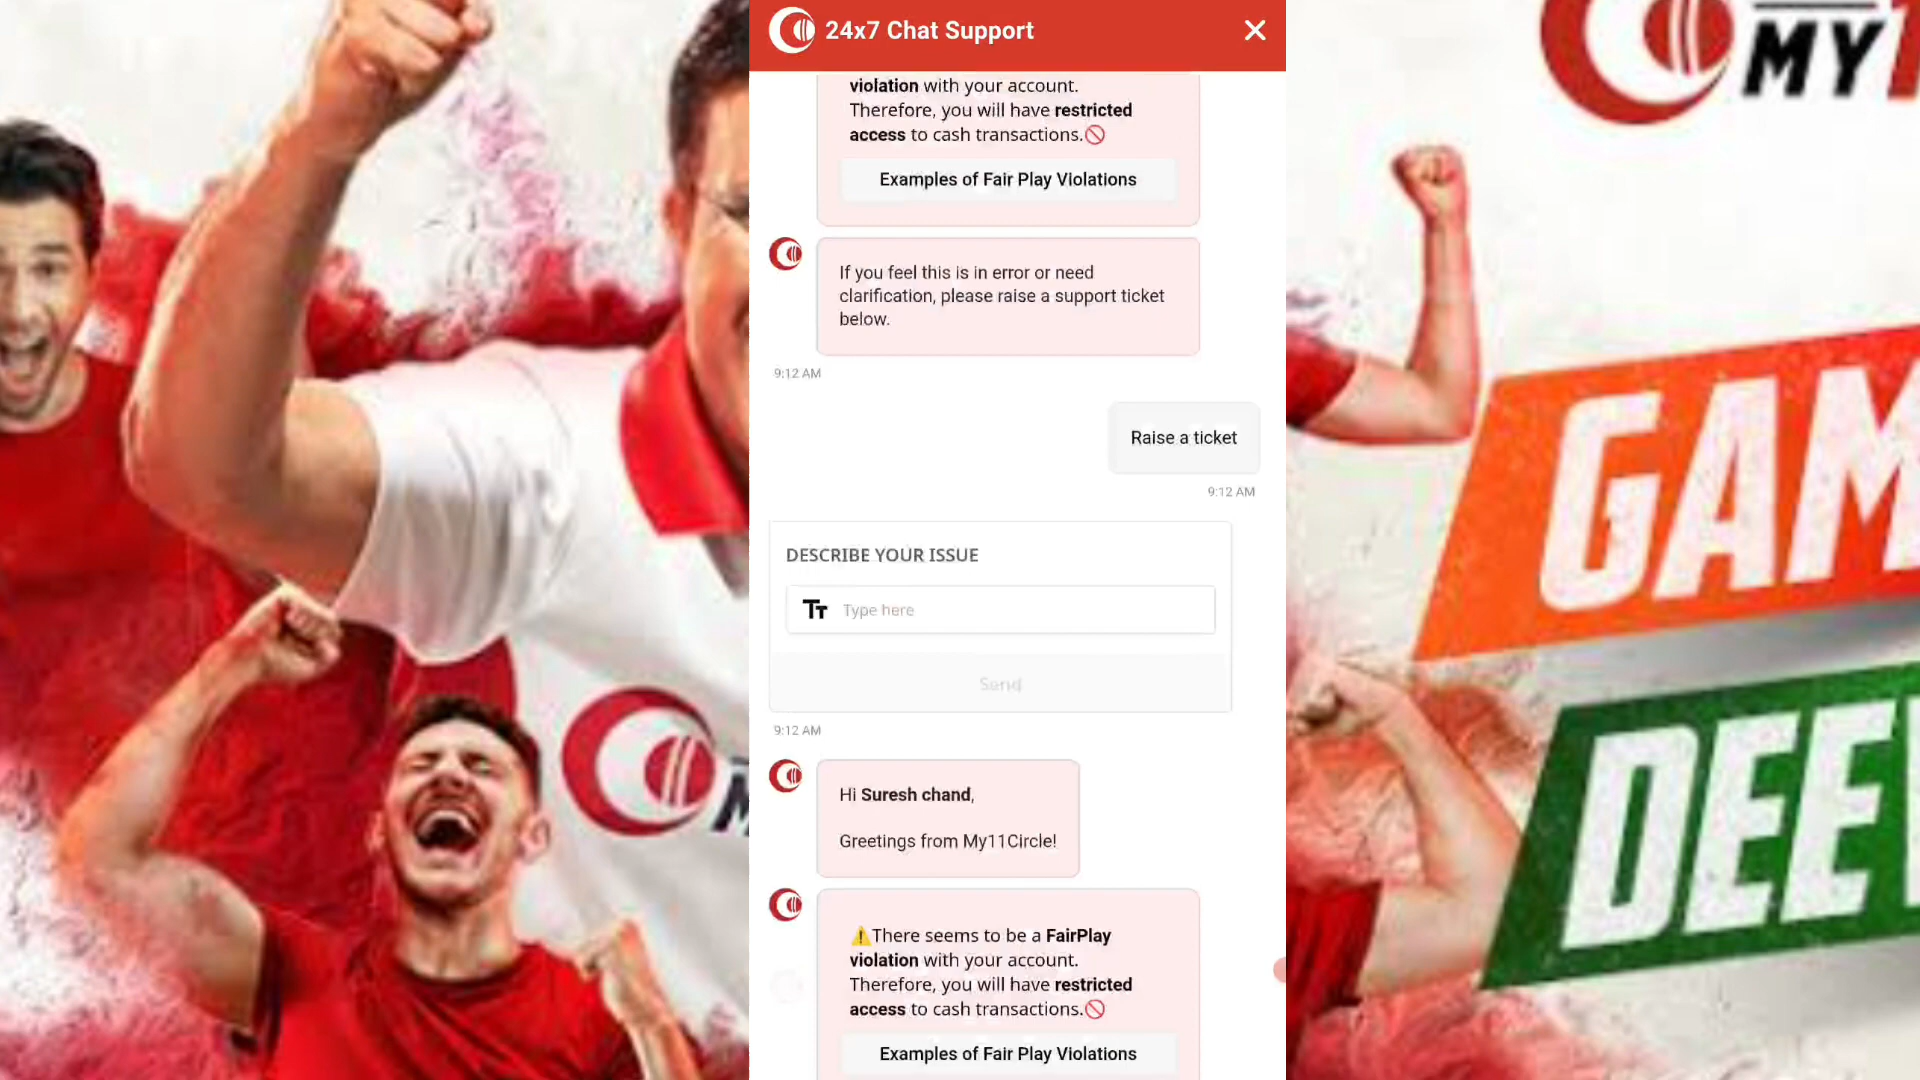 24x7 Chat Support
violation with your account.
Therefore, you will have restricted
access to cash transactions.🚫
Examples of Fair Play Violations
If you feel this is in error or need
clarification, please raise a support ticket
below.
9:12 AM
Raise a ticket
9:12 AM
DESCRIBE YOUR ISSUE
Type here
Send
9:12 AM
Hi Suresh chand,
Greetings from My11Circle!
⚠️There seems to be a FairPlay
violation with your account.
Therefore, you will have restricted
access to cash transactions.🚫
Examples of Fair Play Violations
MY
GAM
DEE